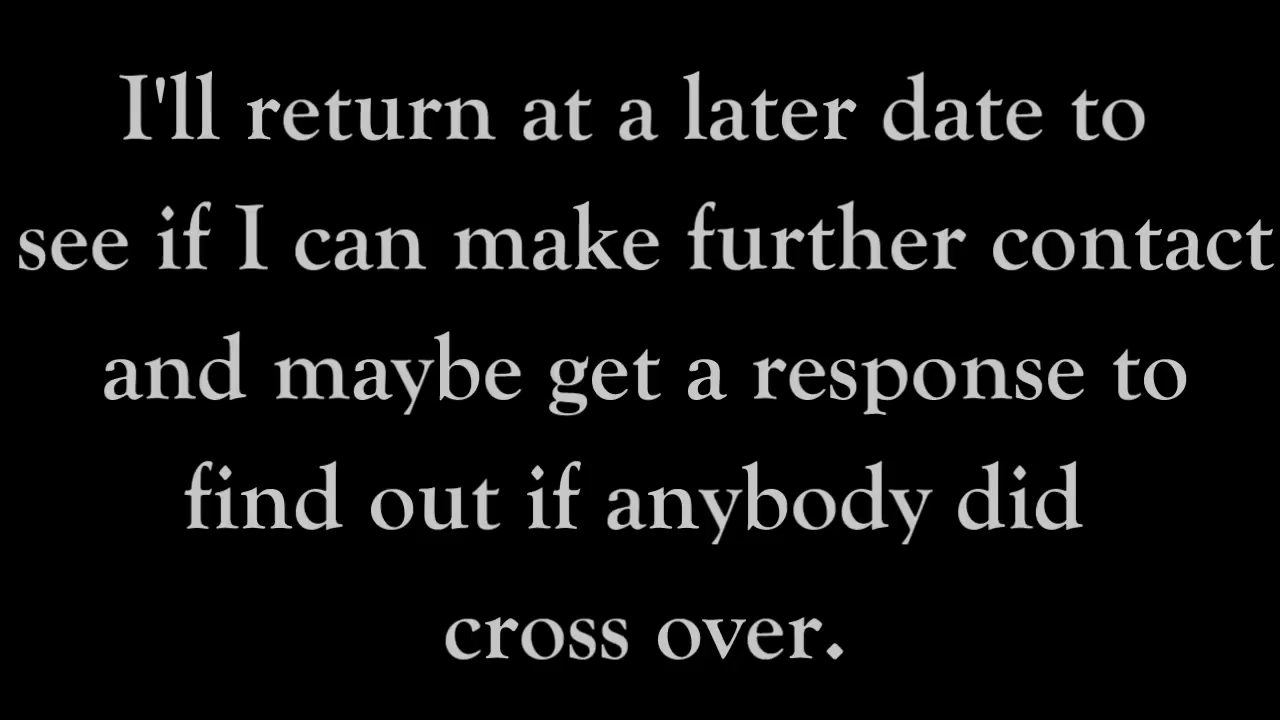 I'll return at a later date to
see if I can make further contact
and maybe get a response to
find out if anybody did
cross over.